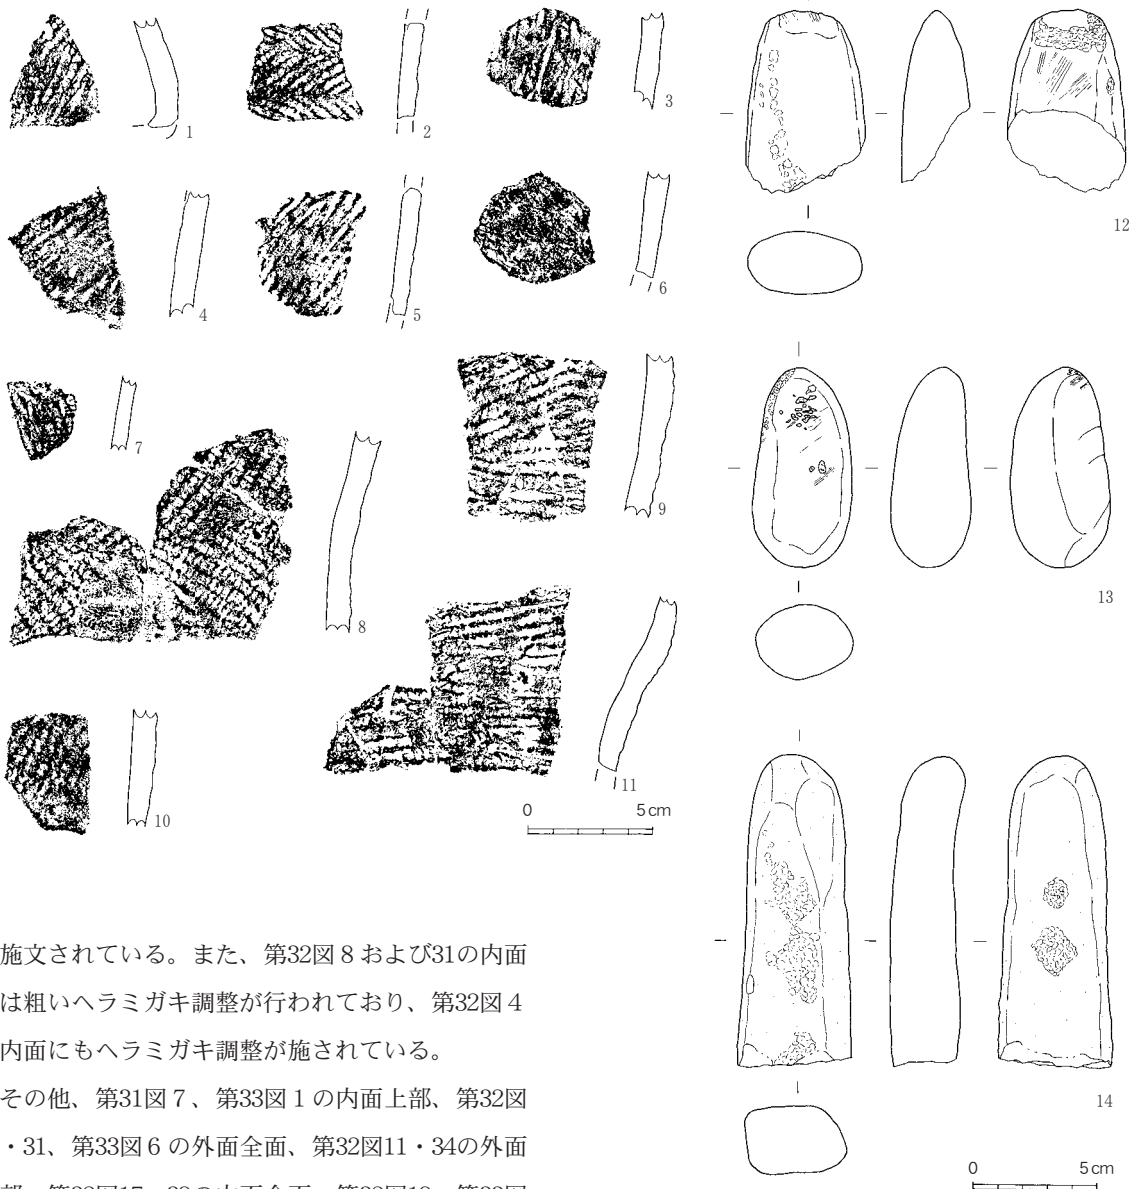 1
2
3
4
5
6
7
8
9
10
11
0 5cm
12
13
14
0 5cm
施文されている。また、第32図８および31の内面
は粗いヘラミガキ調整が行われており、第32図４
内面にもヘラミガキ調整が施されている。
その他、第31図７、第33図１の内面上部、第32図
・31、第33図６の外面全面、第32図11・34の外面